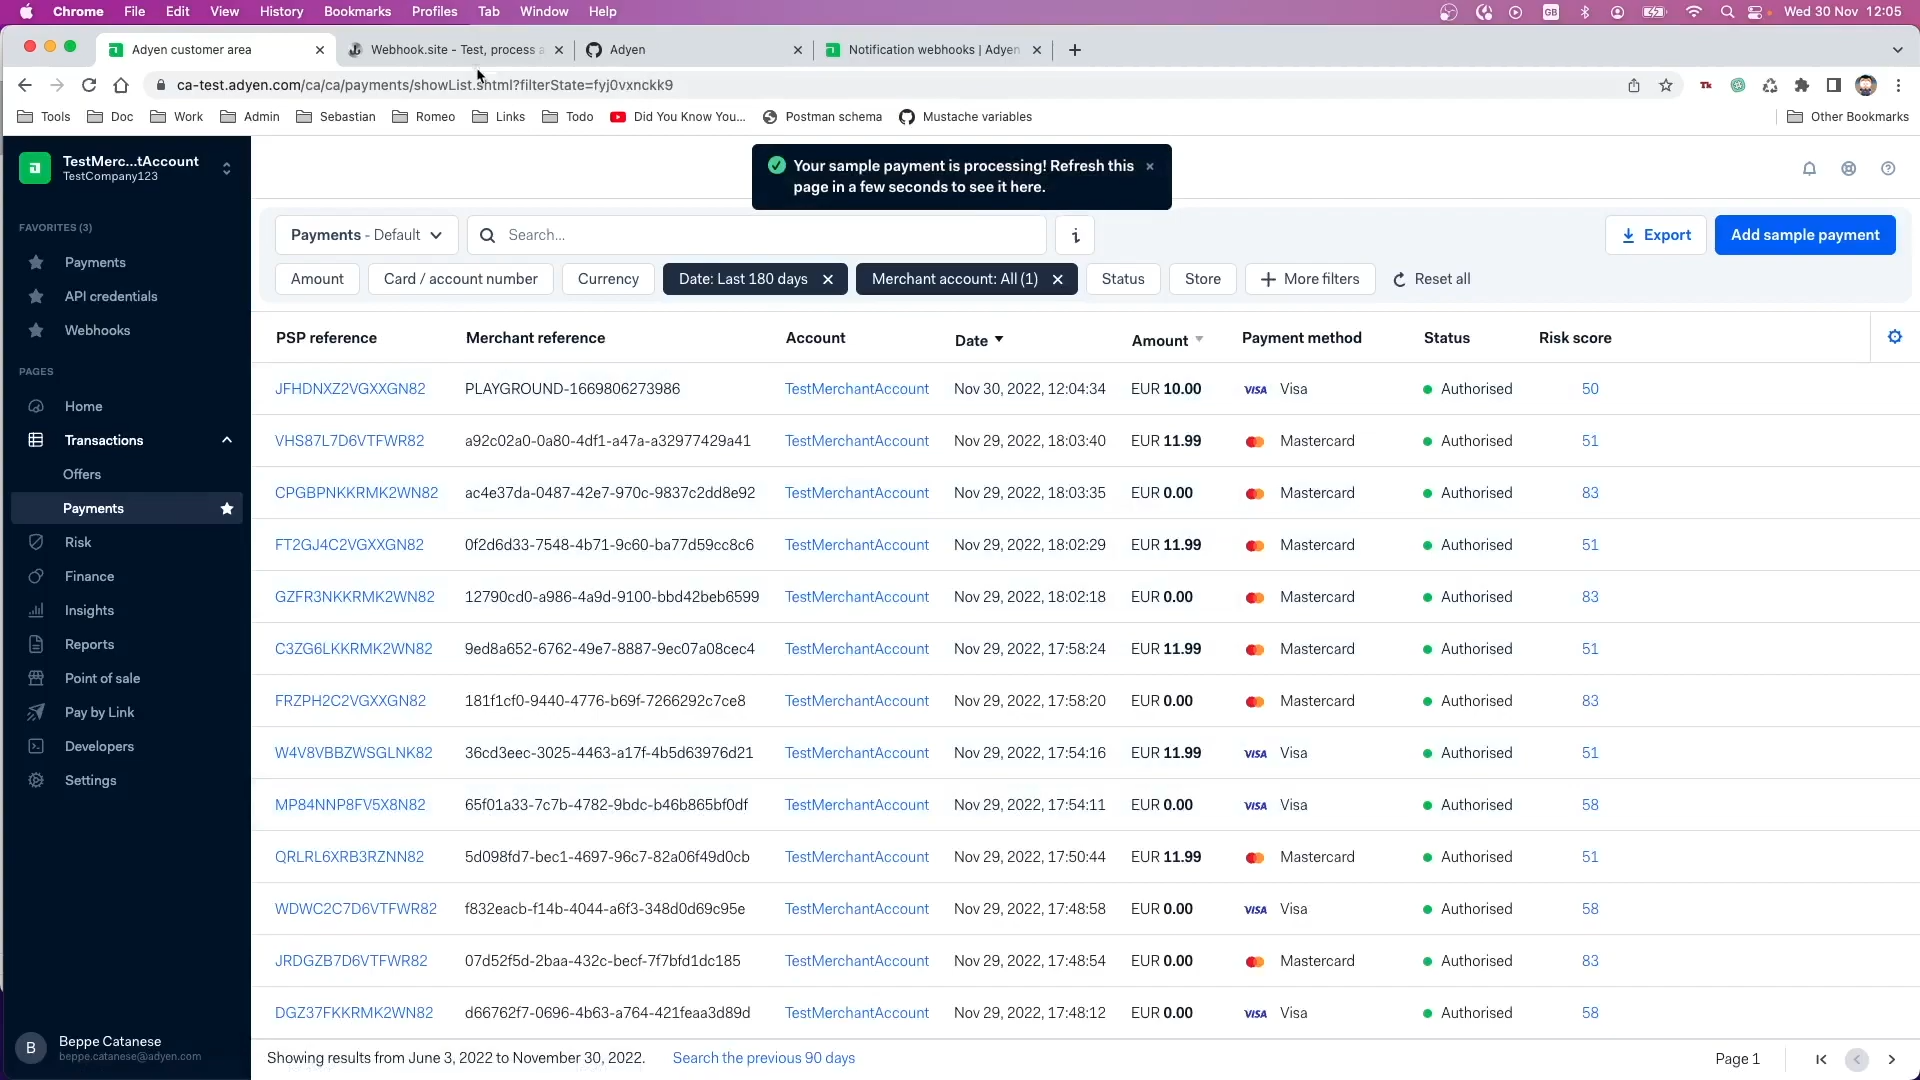 Chrome File Edit View History Bookmarks Profiles Tab Window Help GB Wed 30 Nov 12:05
Adyen customer area Webhook.site - Test, process a Adyen Notification webhooks | Adyen
ca-test.adyen.com/ca/ca/payments/showList.shtml?filterState=fyj0vxnckk9
Tools Doc Work Admin Sebastian Romeo Links Todo Did You Know You... Postman schema Mustache variables Other Bookmarks
TestMerc...tAccount
TestCompany123
Your sample payment is processing! Refresh this
page in a few seconds to see it here.
FAVORITES (3)
Payments
API credentials
Webhooks
PAGES
Home
Transactions
Offers
Payments
Risk
Finance
Insights
Reports
Point of sale
Pay by Link
Developers
Settings
B Beppe Catanese
beppe.catanese@adyen.com
Payments - Default Search... i Export Add sample payment
Amount Card / account number Currency Date: Last 180 days Merchant account: All (1) Status Store More filters Reset all
PSP reference Merchant reference Account Date Amount Payment method Status Risk score
JFHDNXZ2VGXXGN82 PLAYGROUND-1669806273986 TestMerchantAccount Nov 30, 2022, 12:04:34 EUR 10.00 VISA Visa Authorised 50
VHS87L7D6VTFWR82 a92c02a0-0a80-4df1-a47a-a32977429a41 TestMerchantAccount Nov 29, 2022, 18:03:40 EUR 11.99 Mastercard Authorised 51
CPGBPNKKRMK2WN82 ac4e37da-0487-42e7-970c-9837c2dd8e92 TestMerchantAccount Nov 29, 2022, 18:03:35 EUR 0.00 Mastercard Authorised 83
FT2GJ4C2VGXXGN82 0f2d6d33-7548-4b71-9c60-ba77d59cc8c6 TestMerchantAccount Nov 29, 2022, 18:02:29 EUR 11.99 Mastercard Authorised 51
GZFR3NKKRMK2WN82 12790cd0-a986-4a9d-9100-bbd42beb6599 TestMerchantAccount Nov 29, 2022, 18:02:18 EUR 0.00 Mastercard Authorised 83
C3ZG6LKKRMK2WN82 9ed8a652-6762-49e7-8887-9ec07a08cec4 TestMerchantAccount Nov 29, 2022, 17:58:24 EUR 11.99 Mastercard Authorised 51
FRZPH2C2VGXXGN82 181f1cf0-9440-4776-b69f-7266292c7ce8 TestMerchantAccount Nov 29, 2022, 17:58:20 EUR 0.00 Mastercard Authorised 83
W4V8VBBZWSGLNK82 36cd3eec-3025-4463-a17f-4b5d63976d21 TestMerchantAccount Nov 29, 2022, 17:54:16 EUR 11.99 VISA Visa Authorised 51
MP84NNP8FV5X8N82 65f01a33-7c7b-4782-9bdc-b46b865bf0df TestMerchantAccount Nov 29, 2022, 17:54:11 EUR 0.00 VISA Visa Authorised 58
QRLRL6XRB3RZNN82 5d098fd7-bec1-4697-96c7-82a06f49d0cb TestMerchantAccount Nov 29, 2022, 17:50:44 EUR 11.99 Mastercard Authorised 51
WDWC2C7D6VTFWR82 f832eacb-f14b-4044-a6f3-348d0d69c95e TestMerchantAccount Nov 29, 2022, 17:48:58 EUR 0.00 VISA Visa Authorised 58
JRDGZB7D6VTFWR82 07d52f5d-2baa-432c-becf-7f7bfd1dc185 TestMerchantAccount Nov 29, 2022, 17:48:54 EUR 0.00 Mastercard Authorised 83
DGZ37FKKRMK2WN82 d66762f7-0696-4b63-a764-421feaa3d89d TestMerchantAccount Nov 29, 2022, 17:48:12 EUR 0.00 VISA Visa Authorised 58
Showing results from June 3, 2022 to November 30, 2022. Search the previous 90 days Page 1